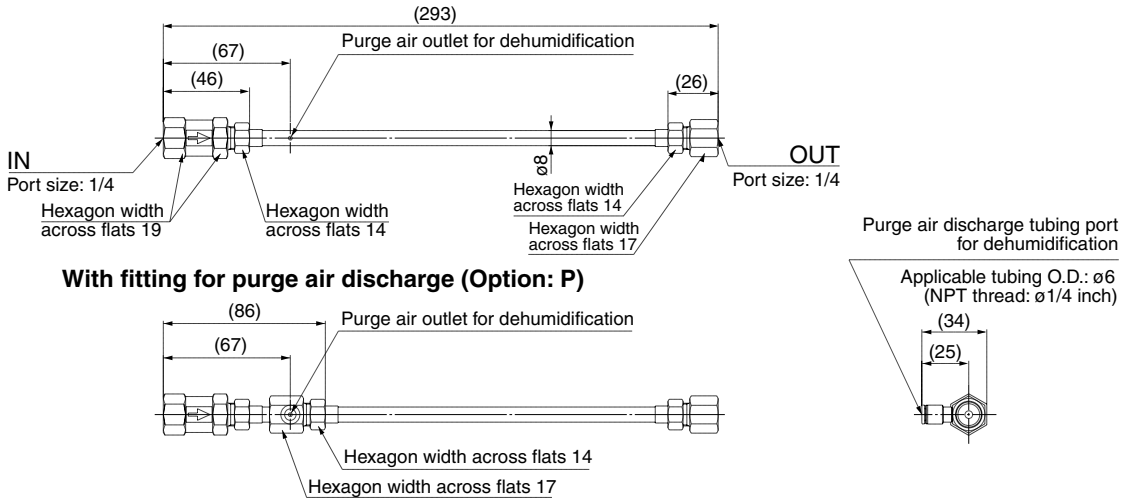 (293)
Purge air outlet for dehumidification
(67)
(46)
(26)
IN
Port size: 1/4
ø8
OUT
Port size: 1/4
Hexagon width
across flats 19
Hexagon width
across flats 14
Hexagon width
across flats 14
Hexagon width
across flats 17
Purge air discharge tubing port
for dehumidification
Applicable tubing O.D.: ø6
(NPT thread: ø1/4 inch)
(34)
(25)
With fitting for purge air discharge (Option: P)
(86)
Purge air outlet for dehumidification
(67)
Hexagon width across flats 14
Hexagon width across flats 17